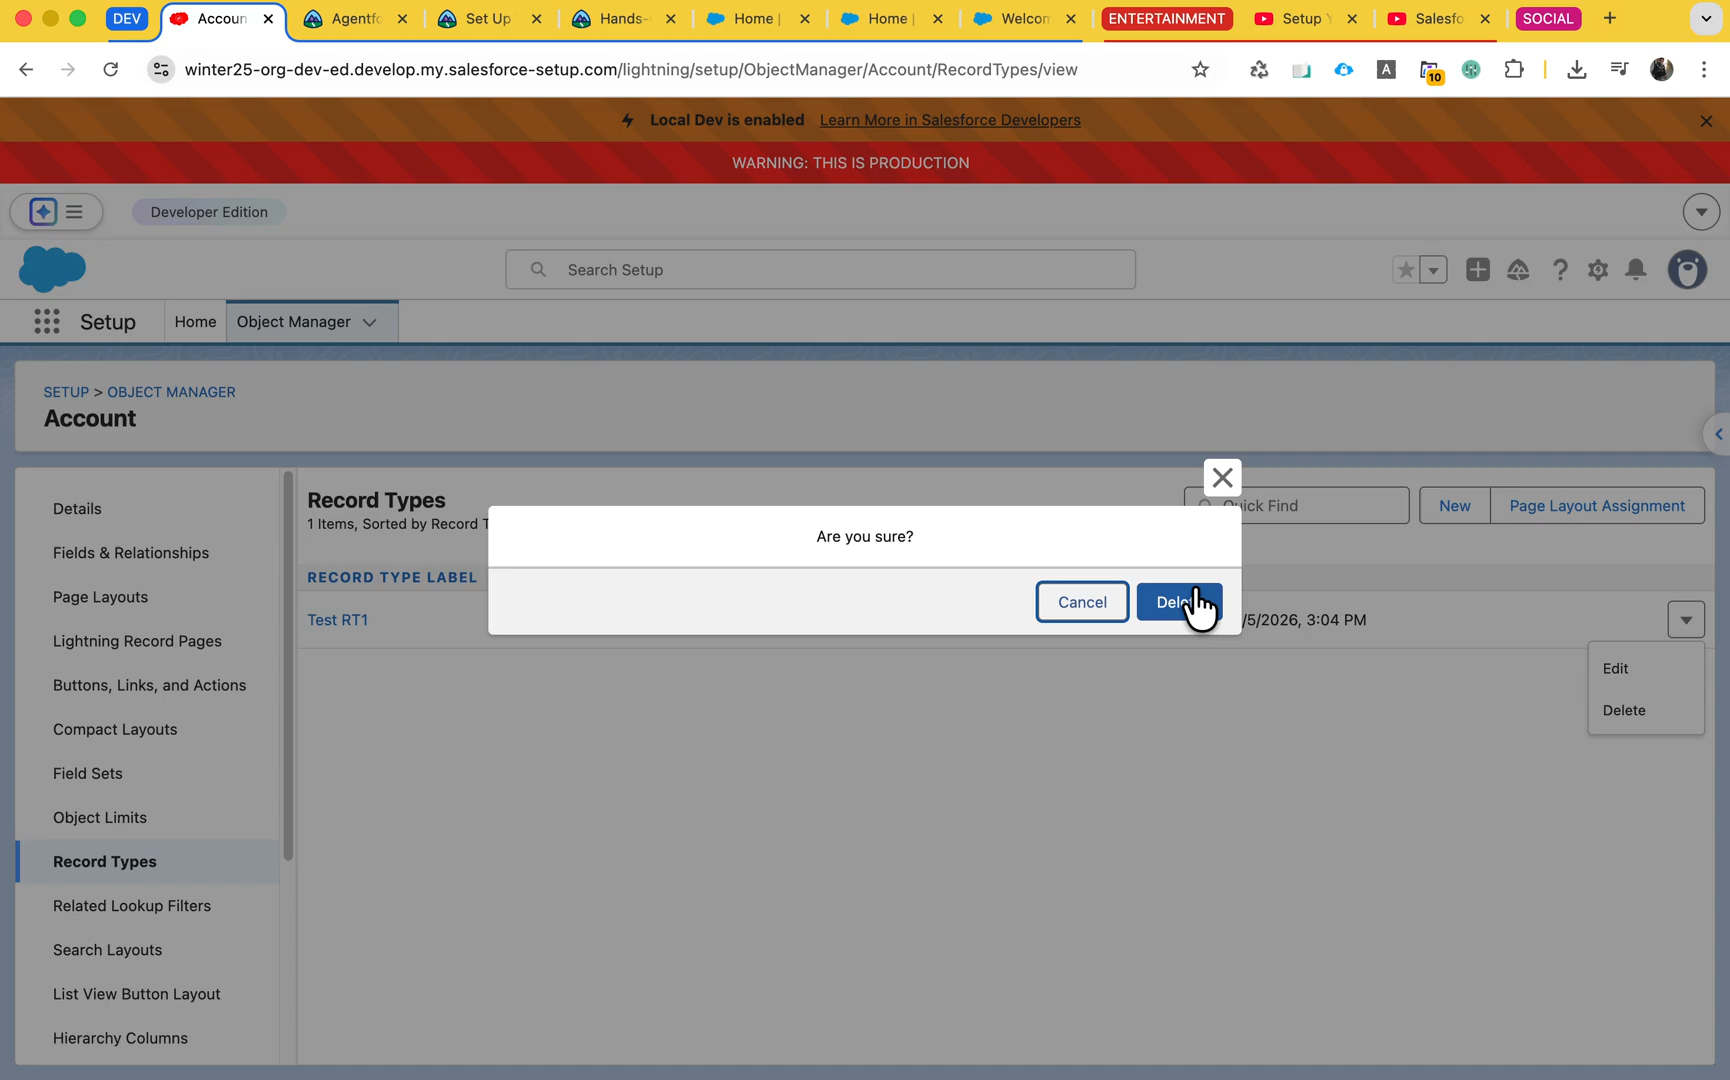 DEV
Accoun
Agentfo
Set Up
Hands-
Home |
Home |
Welcom
ENTERTAINMENT
Setup Y
Salesfo
SOCIAL
winter25-org-dev-ed.develop.my.salesforce-setup.com/lightning/setup/ObjectManager/Account/RecordTypes/view
A
10
Local Dev is enabled Learn More in Salesforce Developers
WARNING: THIS IS PRODUCTION
Developer Edition
Search Setup
Setup
Home
Object Manager
SETUP > OBJECT MANAGER
Account
Details
Fields & Relationships
Page Layouts
Lightning Record Pages
Buttons, Links, and Actions
Compact Layouts
Field Sets
Object Limits
Record Types
Related Lookup Filters
Search Layouts
List View Button Layout
Hierarchy Columns
Record Types
1 Items, Sorted by Record T
Quick Find
New
Page Layout Assignment
RECORD TYPE LABEL
Test RT1
/5/2026, 3:04 PM
Edit
Delete
Are you sure?
Cancel